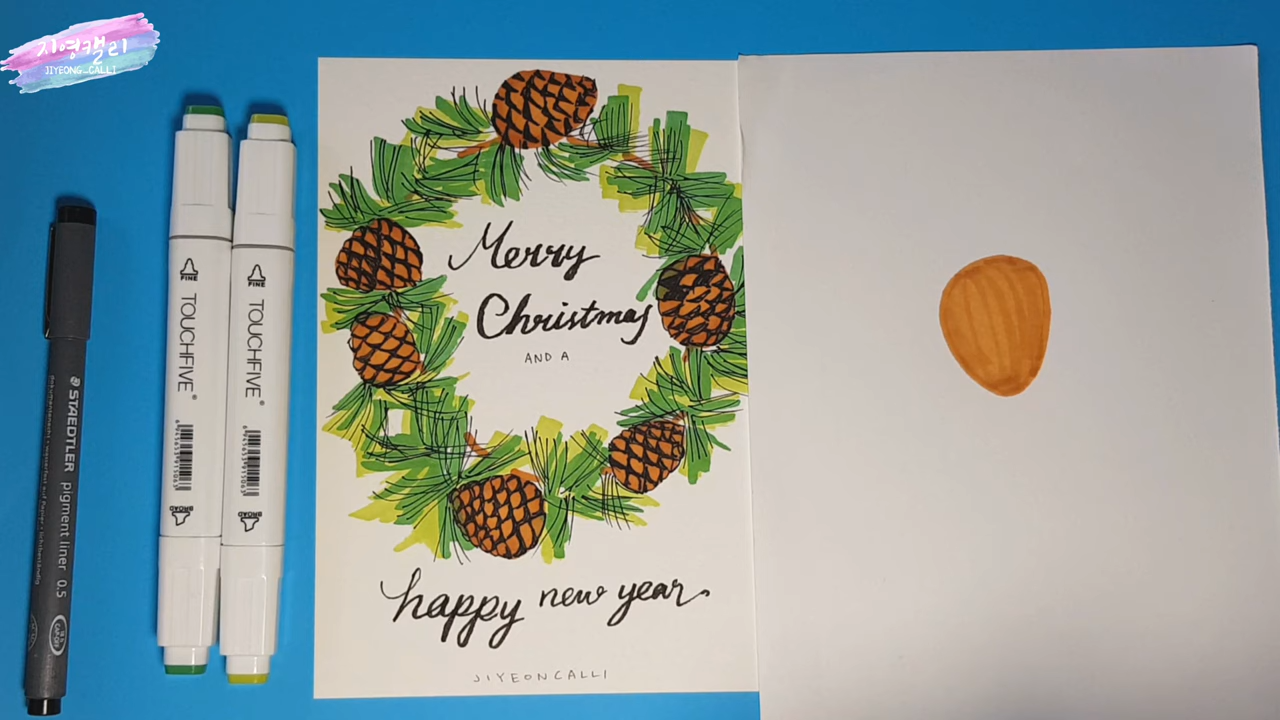 지영캘리
JIYEONG_CALLI
STAEDTLER pigment liner 0.5
FINE
TOUCHFIVE
BROAD
FINE
TOUCHFIVE
BROAD
Merry
Christmas
AND A
happy new year
JIYEONCALLI